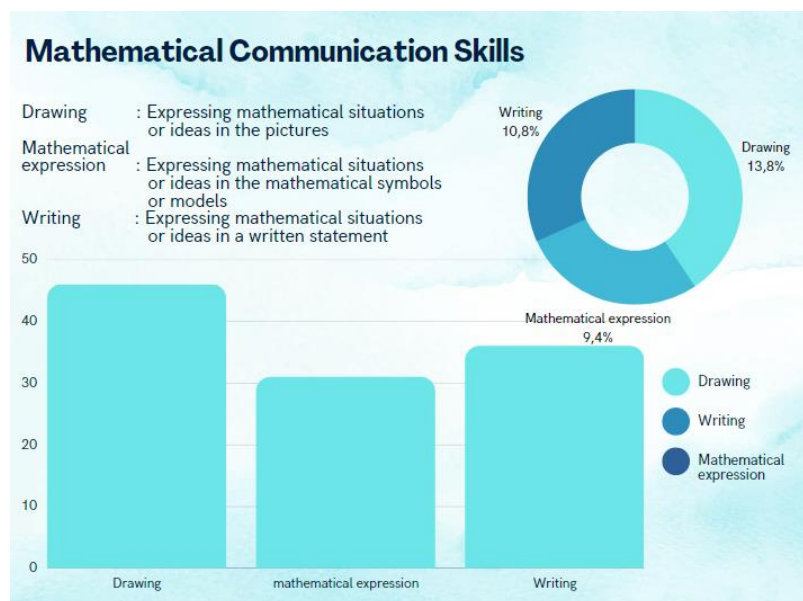 Mathematical Communication Skills
Drawing : Expressing mathematical situations
or ideas in the pictures
Mathematical
expression : Expressing mathematical situations
or ideas in the mathematical symbols
or models
Writing : Expressing mathematical situations
or ideas in a written statement
Writing
10,8%
Drawing
13,8%
Mathematical expression
9,4%
50
40
30
20
10
0
Drawing
mathematical expression
Writing
Drawing
Writing
Mathematical
expression